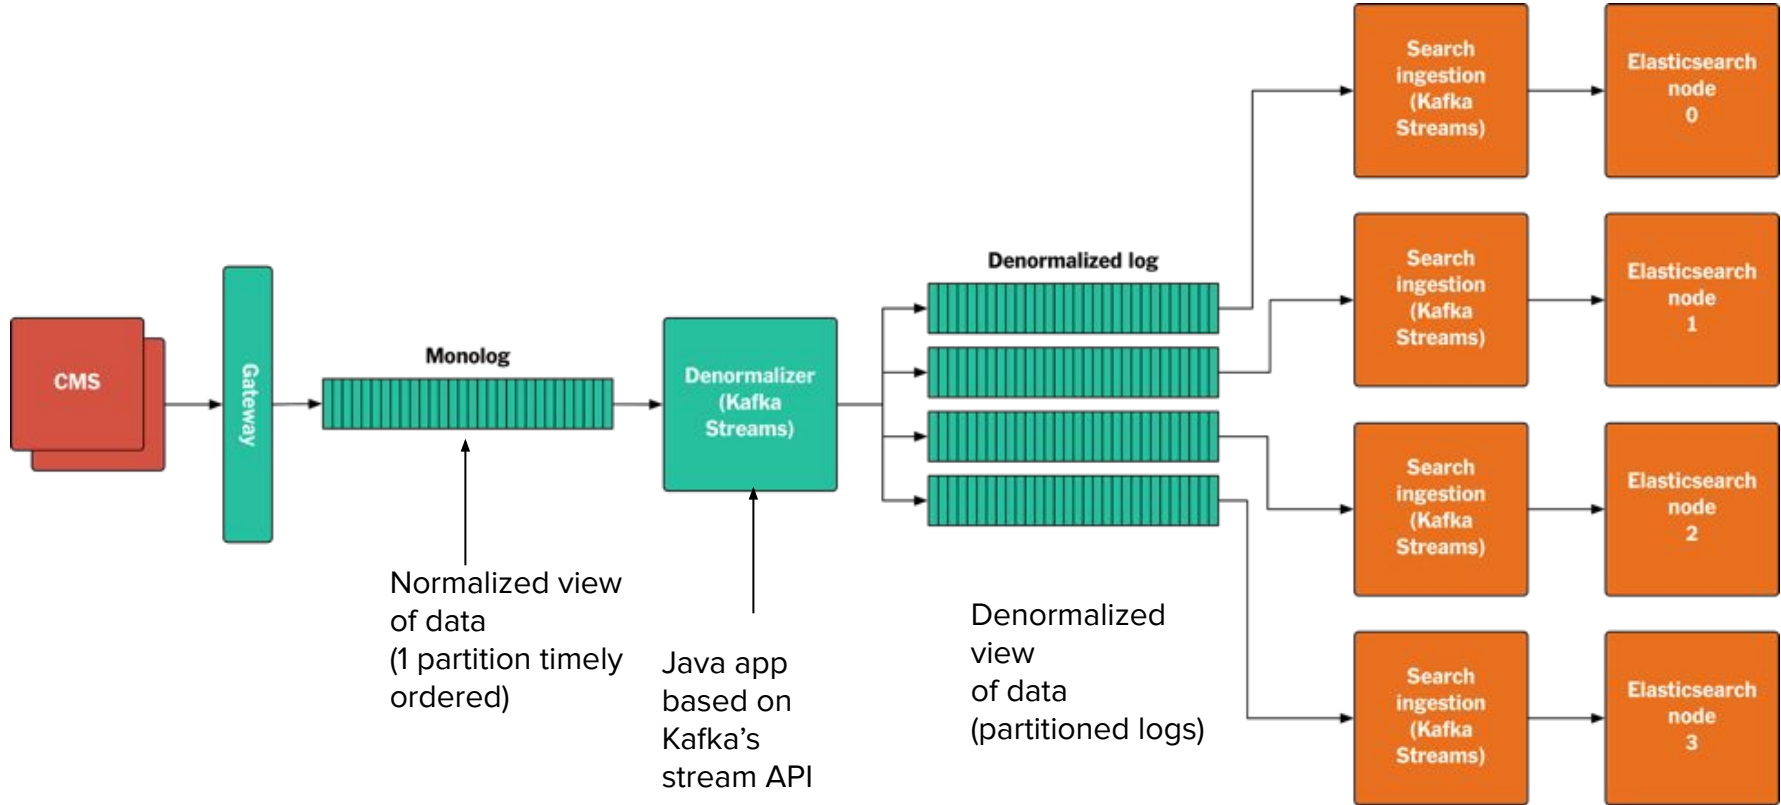 CMS
Gateway
Monolog
Normalized view
of data
(1 partition timely
ordered)
Denormalizer
(Kafka
Streams)
Java app
based on
Kafka’s
stream API
Denormalized log
Denormalized
view
of data
(partitioned logs)
Search
ingestion
(Kafka
Streams)
Elasticsearch
node
0
Search
ingestion
(Kafka
Streams)
Elasticsearch
node
1
Search
ingestion
(Kafka
Streams)
Elasticsearch
node
2
Search
ingestion
(Kafka
Streams)
Elasticsearch
node
3